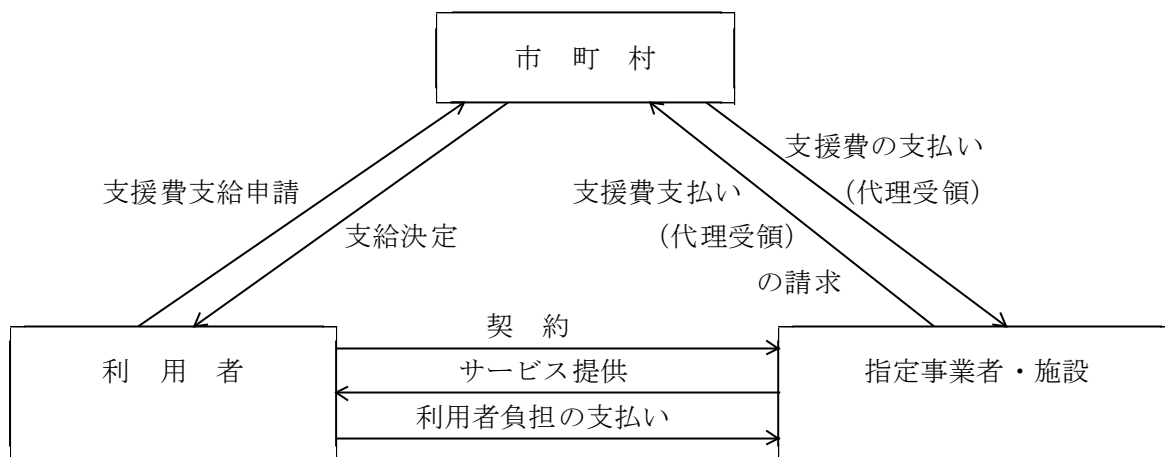 市　町　村
支援費の支払い
(代理受領)
支援費支給申請
支援費支払い
(代理受領)
の請求
支給決定
契　約
利　用　者
サービス提供
指定事業者・施設
利用者負担の支払い